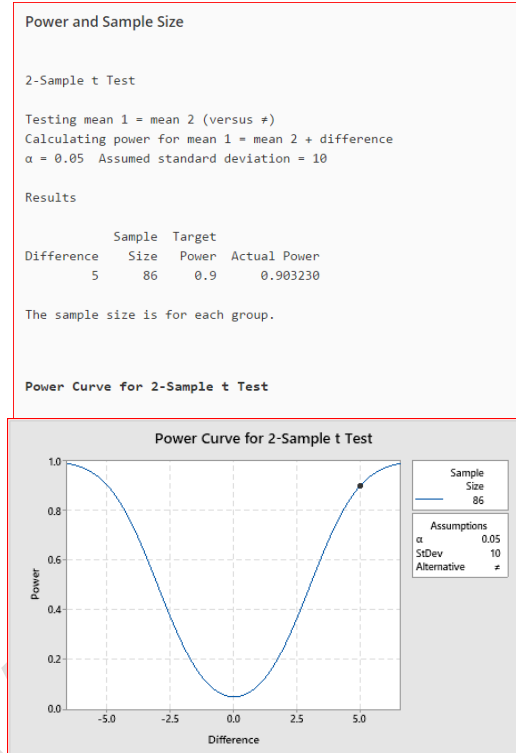 Power and Sample Size
2-Sample t Test
Testing mean 1 = mean 2 (versus ≠)
Calculating power for mean 1 = mean 2 + difference
α = 0.05  Assumed standard deviation = 10
Results
Sample Target
Difference Size Power Actual Power
5 86 0.9 0.903230
The sample size is for each group.
Power Curve for 2-Sample t Test
Power Curve for 2-Sample t Test
1.0
0.8
0.6
0.4
0.2
0.0
Power
-5.0 -2.5 0.0 2.5 5.0
Difference
Sample
Size
86
Assumptions
α 0.05
StDev 10
Alternative ≠